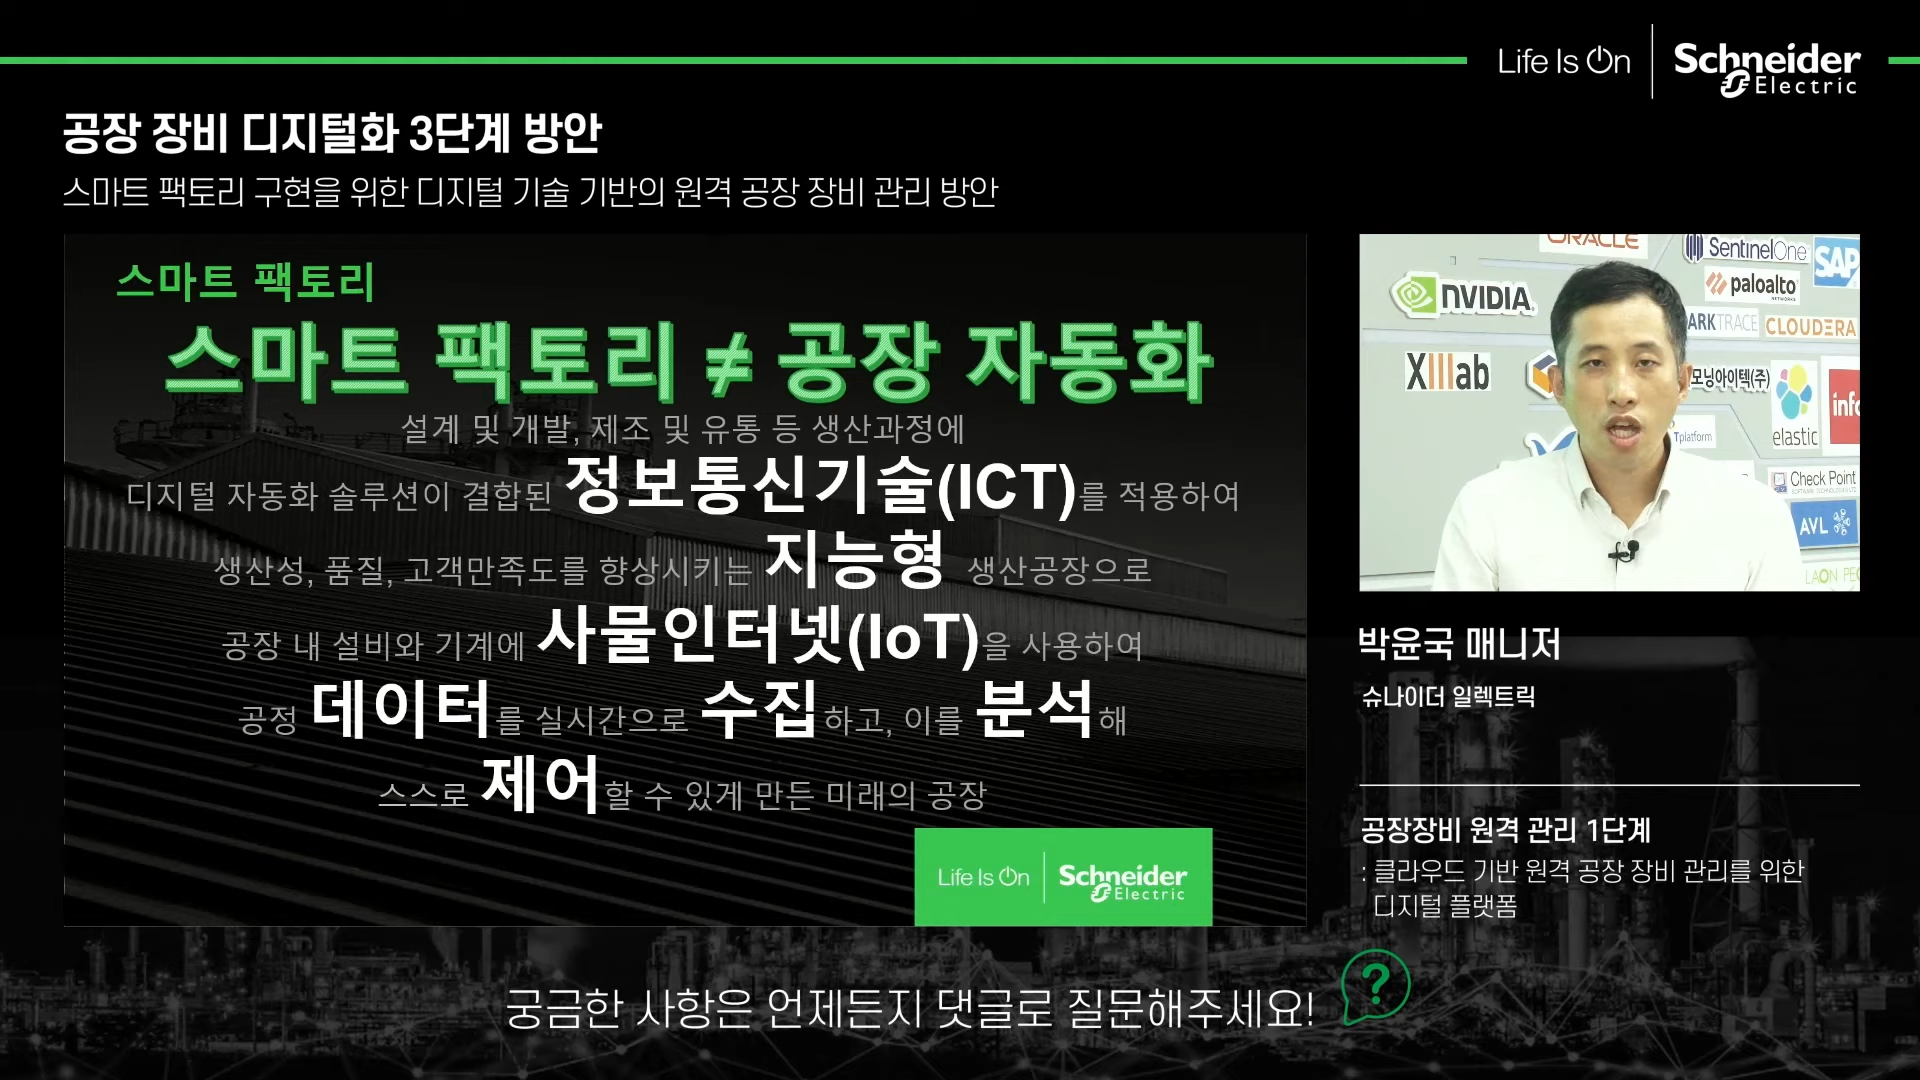 Life Is On
Schneider
Electric
공장 장비 디지털화 3단계 방안
스마트 팩토리 구현을 위한 디지털 기술 기반의 원격 공장 장비 관리 방안
스마트 팩토리
스마트 팩토리 ≠ 공장 자동화
설계 및 개발, 제조 및 유통 등 생산과정에
디지털 자동화 솔루션이 결합된 정보통신기술(ICT)를 적용하여
생산성, 품질, 고객만족도를 향상시키는 지능형 생산공장으로
공장 내 설비와 기계에 사물인터넷(IoT)을 사용하여
공정 데이터를 실시간으로 수집하고, 이를 분석해
스스로 제어할 수 있게 만든 미래의 공장
Life Is On
Schneider
Electric
ORACLE
SentinelOne
SAP
NVIDIA
paloalto
NETWORKS
ARKTRACE
CLOUDERA
XIIIab
모닝아이텍(주)
elastic
info
Tplatform
Check Point
AVL
LAON PE
박윤국 매니저
슈나이더 일렉트릭
공장장비 원격 관리 1단계
: 클라우드 기반 원격 공장 장비 관리를 위한
디지털 플랫폼
궁금한 사항은 언제든지 댓글로 질문해주세요!
?